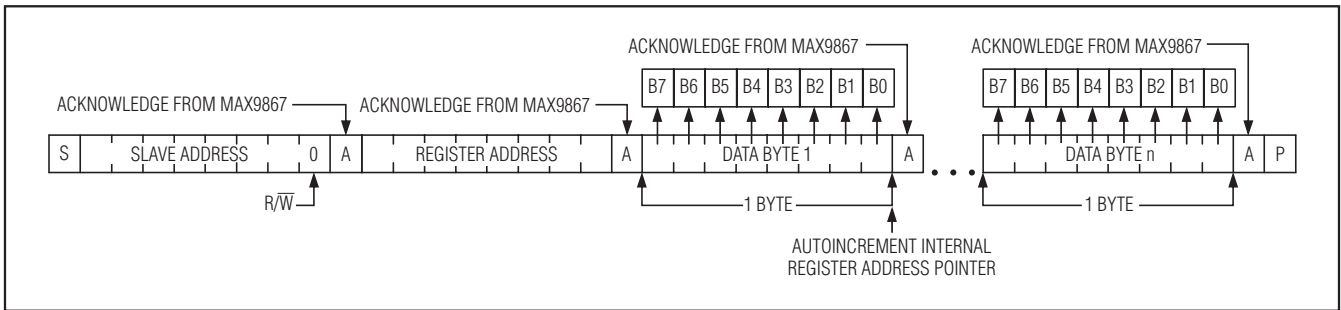 ACKNOWLEDGE FROM MAX9867
ACKNOWLEDGE FROM MAX9867
B7 B6 B5 B4 B3 B2 B1 B0
B7 B6 B5 B4 B3 B2 B1 B0
ACKNOWLEDGE FROM MAX9867
ACKNOWLEDGE FROM MAX9867
S SLAVE ADDRESS 0 A REGISTER ADDRESS A DATA BYTE 1 A • • • DATA BYTE n A P
R/W̅
1 BYTE
1 BYTE
AUTOINCREMENT INTERNAL
REGISTER ADDRESS POINTER